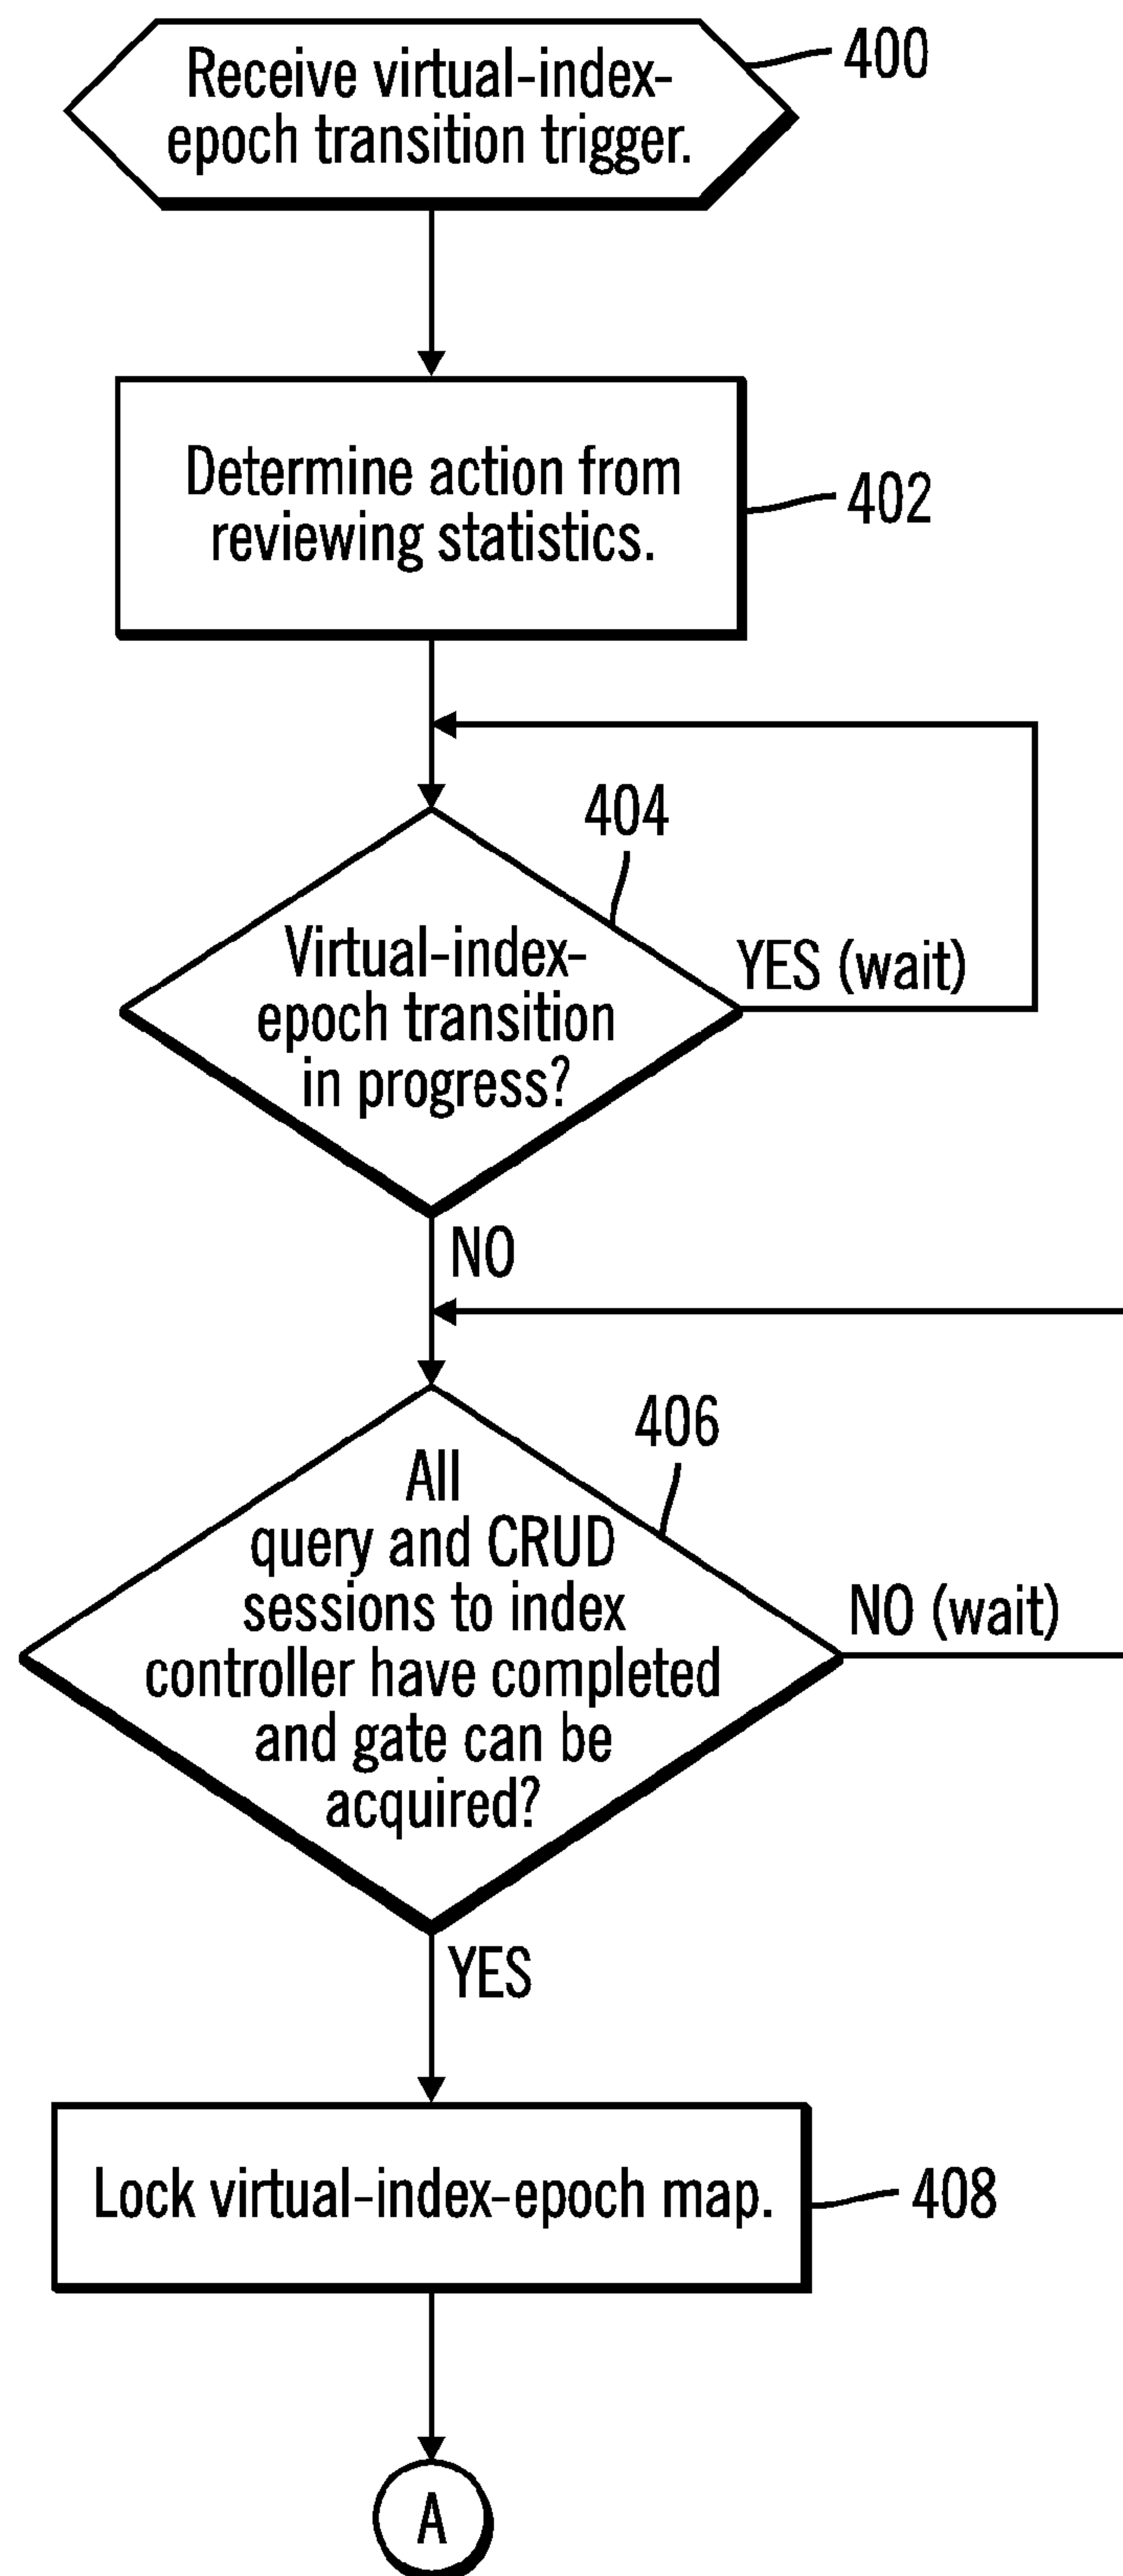 Receive virtual-index-
epoch transition trigger.
400
Determine action from
reviewing statistics.
402
404
Virtual-index-
epoch transition
in progress?
YES (wait)
NO
406
All
query and CRUD
sessions to index
controller have completed
and gate can be
acquired?
NO (wait)
YES
Lock virtual-index-epoch map.
408
A